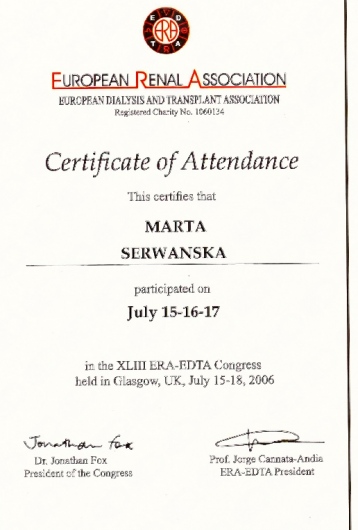 E D T A
ERA
EUROPEAN RENAL ASSOCIATION
EUROPEAN DIALYSIS AND TRANSPLANT ASSOCIATION
Registered Charity No. 1060134
Certificate of Attendance
This certifies that
MARTA
SERWANSKA
participated on
July 15-16-17
in the XLIII ERA-EDTA Congress
held in Glasgow, UK, July 15-18, 2006
Jonathan Fox
Dr. Jonathan Fox
President of the Congress
Prof. Jorge Cannata-Andia
ERA-EDTA President